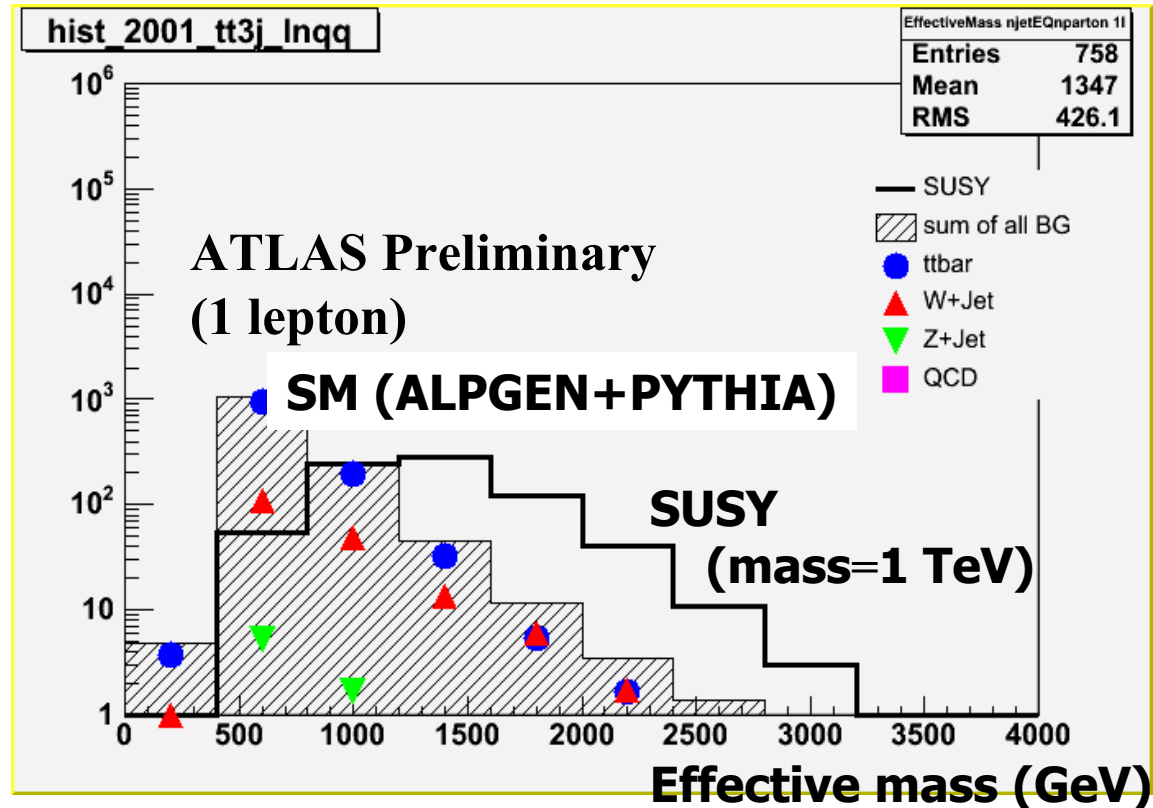 hist_2001_tt3j_lnqq
EffectiveMass njetEQnparton 1l
Entries 758
Mean 1347
RMS 426.1
10^6
10^5
10^4
10^3
10^2
10
1
SUSY
sum of all BG
ttbar
W+Jet
Z+Jet
QCD
ATLAS Preliminary
(1 lepton)
SM (ALPGEN+PYTHIA)
SUSY
(mass=1 TeV)
0 500 1000 1500 2000 2500 3000 3500 4000
Effective mass (GeV)